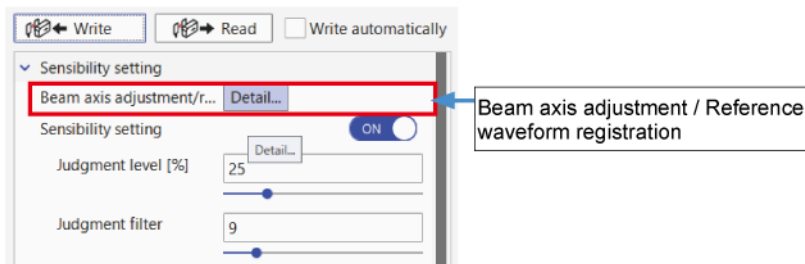 Write Read Write automatically
Sensibility setting
Beam axis adjustment/r... Detail...
Beam axis adjustment / Reference
waveform registration
Sensibility setting ON
Detail...
Judgment level [%] 25
Judgment filter 9